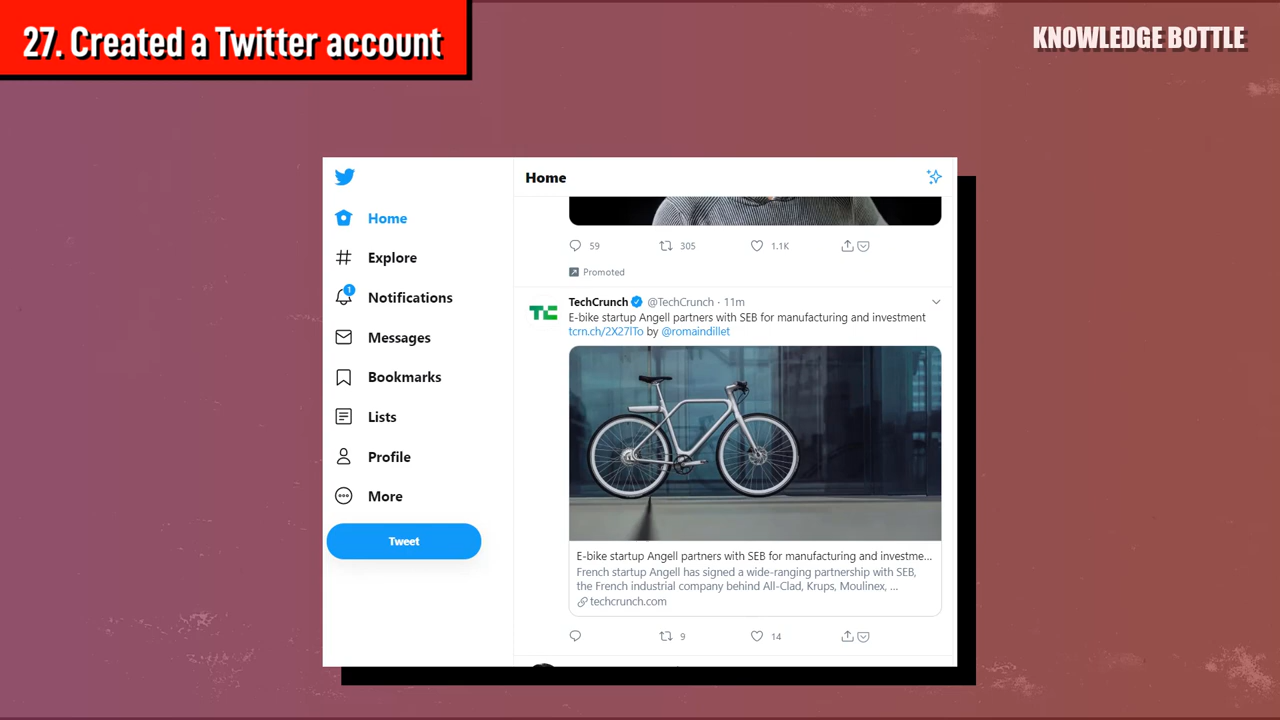 27. Created a Twitter account
KNOWLEDGE BOTTLE
Home
Explore
1
Notifications
Messages
Bookmarks
Lists
Profile
More
Tweet
Home
59 305 1.1K
Promoted
TechCrunch @TechCrunch · 11m
TC
E-bike startup Angell partners with SEB for manufacturing and investment
tcrn.ch/2X27lTo by @romaindillet
E-bike startup Angell partners with SEB for manufacturing and investme...
French startup Angell has signed a wide-ranging partnership with SEB,
the French industrial company behind All-Clad, Krups, Moulinex, ...
techcrunch.com
9 14